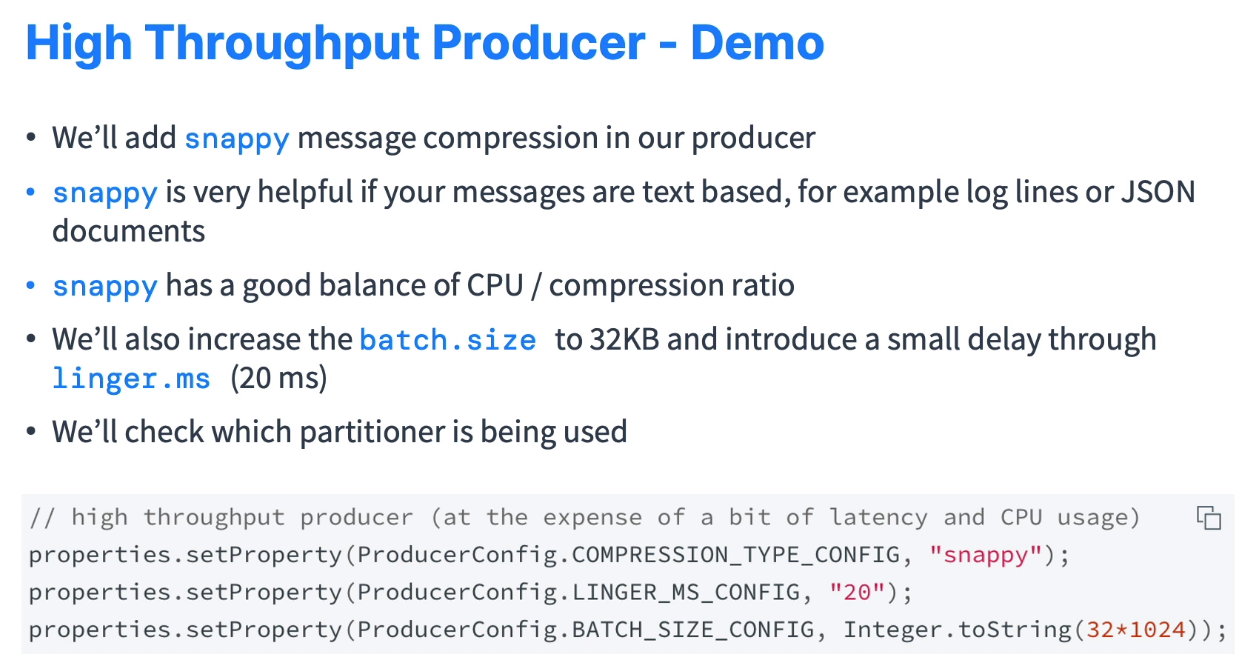 High Throughput Producer - Demo
• We’ll add snappy message compression in our producer
• snappy is very helpful if your messages are text based, for example log lines or JSON
documents
• snappy has a good balance of CPU / compression ratio
• We’ll also increase the batch.size to 32KB and introduce a small delay through
linger.ms (20 ms)
• We’ll check which partitioner is being used
// high throughput producer (at the expense of a bit of latency and CPU usage)
properties.setProperty(ProducerConfig.COMPRESSION_TYPE_CONFIG, "snappy");
properties.setProperty(ProducerConfig.LINGER_MS_CONFIG, "20");
properties.setProperty(ProducerConfig.BATCH_SIZE_CONFIG, Integer.toString(32*1024));